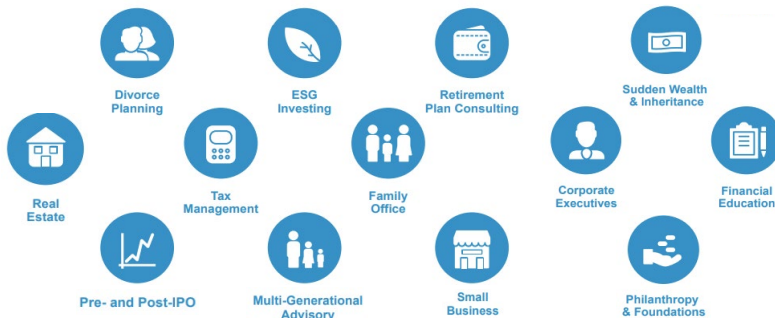 Divorce
Planning
ESG
Investing
Retirement
Plan Consulting
Sudden Wealth
& Inheritance
Real
Estate
Tax
Management
Family
Office
Corporate
Executives
Financial
Education
Pre- and Post-IPO
Multi-Generational
Advisory
Small
Business
Philanthropy
& Foundations